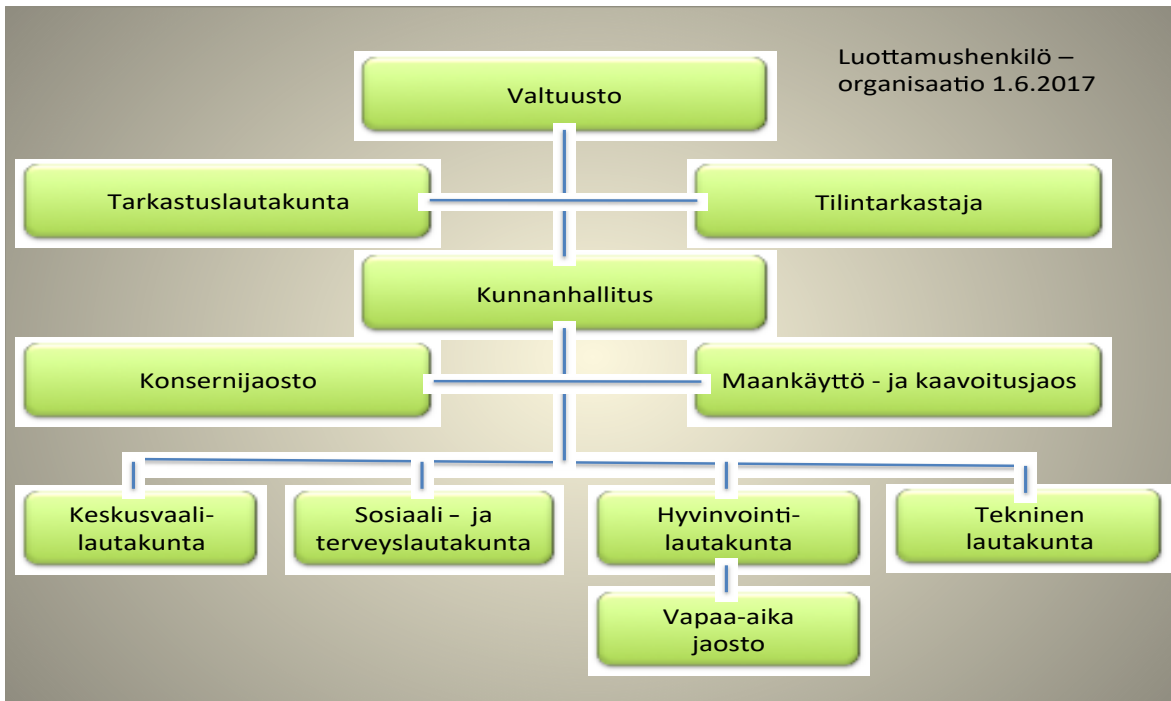 Luottamushenkilö –
organisaatio 1.6.2017
Valtuusto
Tarkastuslautakunta
Tilintarkastaja
Kunnanhallitus
Konsernijaosto
Maankäyttö - ja kaavoitusjaos
Keskusvaali-
lautakunta
Sosiaali – ja
terveyslautakunta
Hyvinvointi-
lautakunta
Tekninen
lautakunta
Vapaa-aika
jaosto